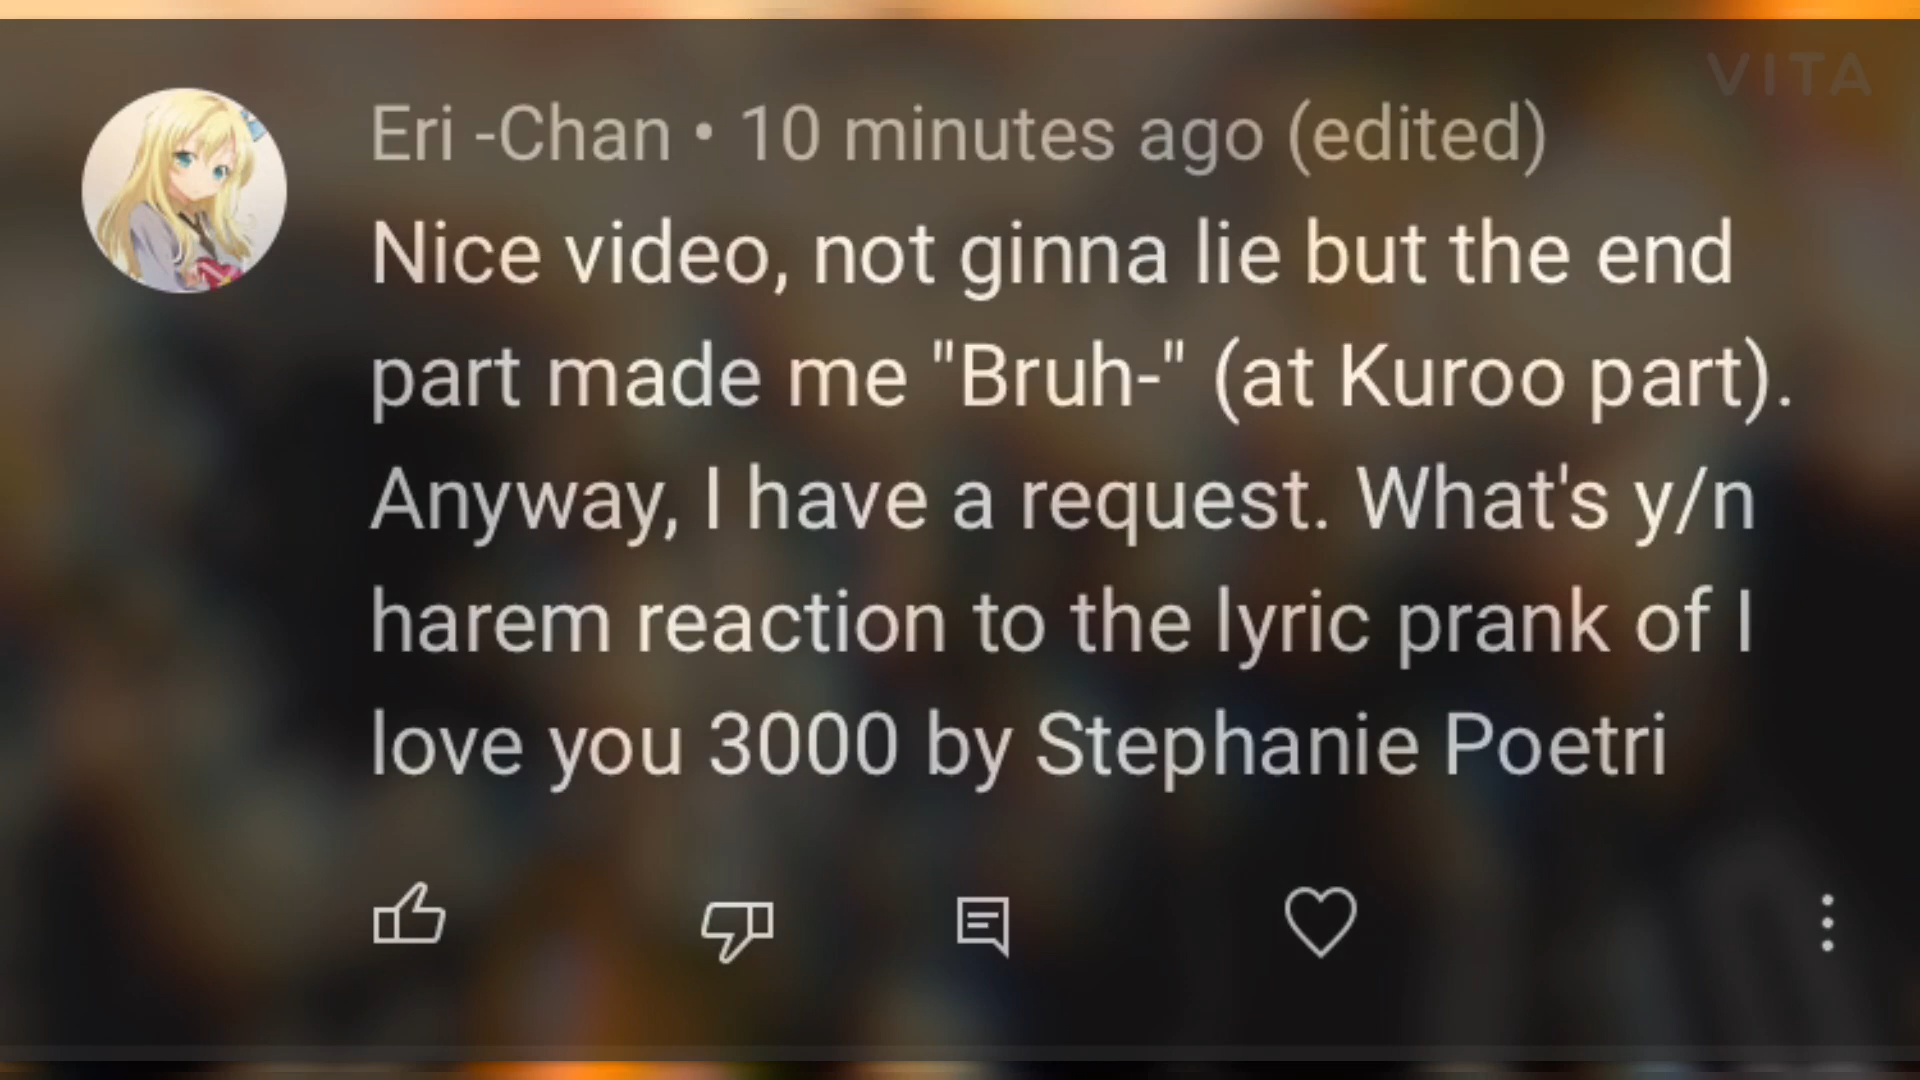 VITA
Eri -Chan • 10 minutes ago (edited)
Nice video, not ginna lie but the end
part made me "Bruh-" (at Kuroo part).
Anyway, I have a request. What's y/n
harem reaction to the lyric prank of I
love you 3000 by Stephanie Poetri